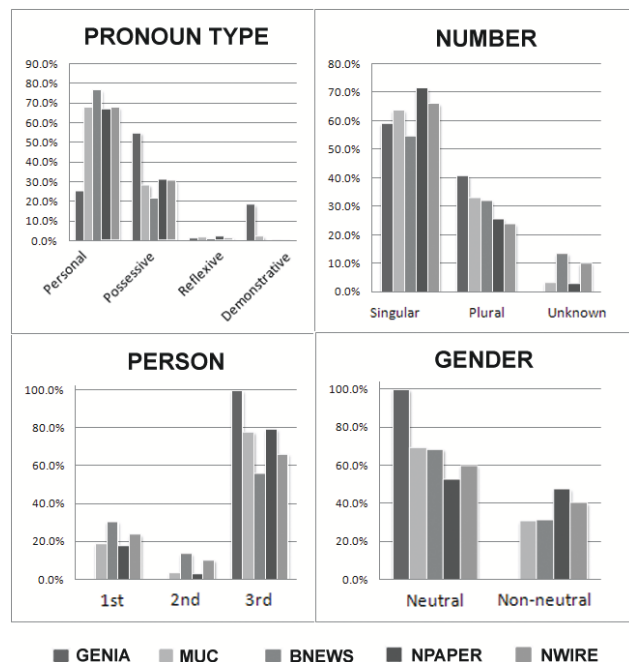 PRONOUN TYPE
90.0%
80.0%
70.0%
60.0%
50.0%
40.0%
30.0%
20.0%
10.0%
0.0%
Personal
Possessive
Reflexive
Demonstrative
NUMBER
80.0%
70.0%
60.0%
50.0%
40.0%
30.0%
20.0%
10.0%
0.0%
Singular Plural Unknown
PERSON
100.0%
80.0%
60.0%
40.0%
20.0%
0.0%
1st 2nd 3rd
GENDER
100.0%
80.0%
60.0%
40.0%
20.0%
0.0%
Neutral Non-neutral
GENIA MUC BNEWS NPAPER NWIRE